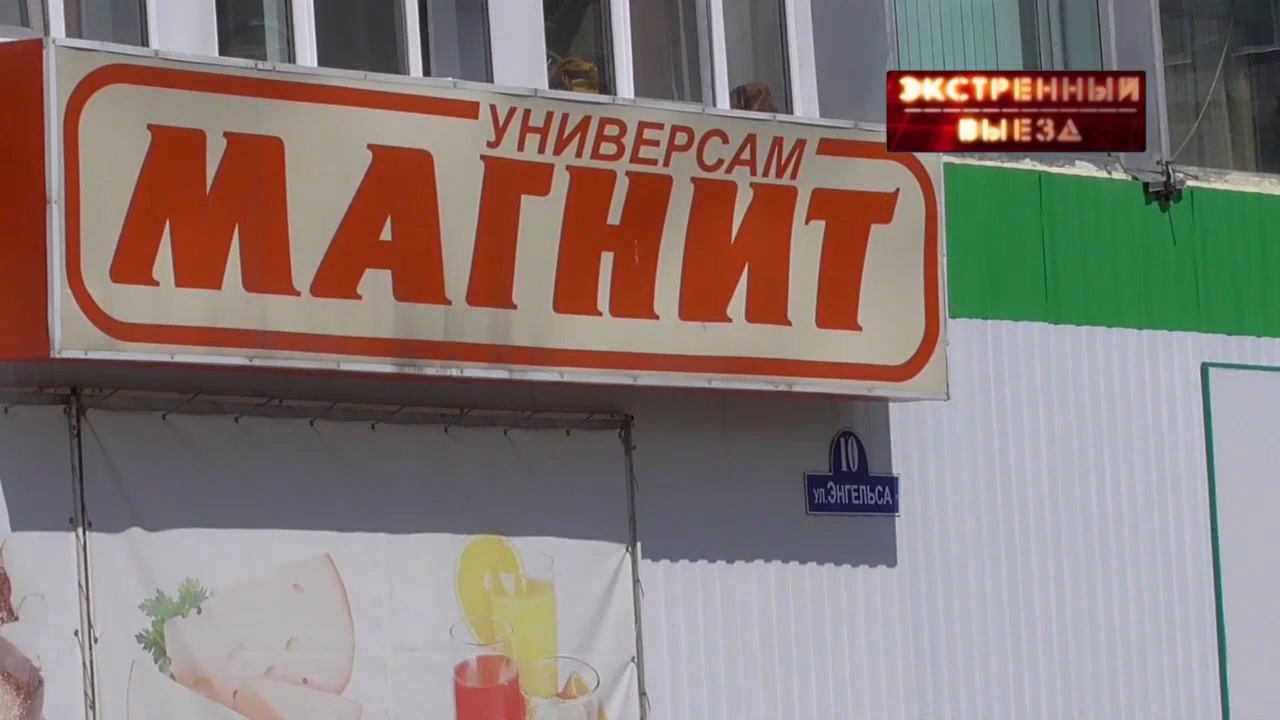 УНИВЕРСАМ
МАГНИТ
ЭКСТРЕННЫЙ
ВЫЕЗД
10
ул.ЭНГЕЛЬСА